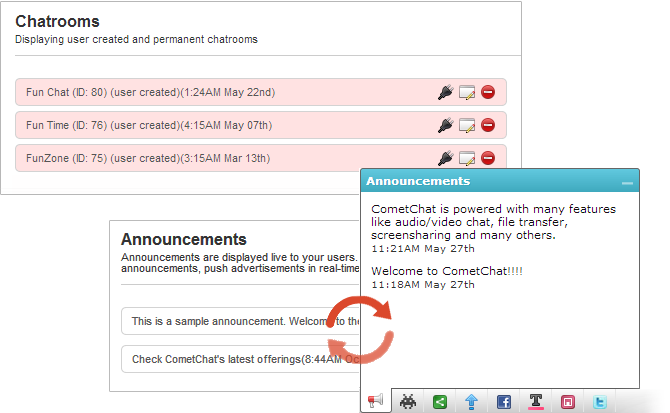 Chatrooms
Displaying user created and permanent chatrooms
Fun Chat (ID: 80) (user created)(1:24AM May 22nd)
Fun Time (ID: 76) (user created)(4:15AM May 07th)
FunZone (ID: 75) (user created)(3:15AM Mar 13th)
Announcements
Announcements are displayed live to your users.
announcements, push advertisements in real-time
This is a sample announcement. Welcome to the
Check CometChat's latest offerings(8:44AM Oc
Announcements
CometChat is powered with many features
like audio/video chat, file transfer,
screensharing and many others.
11:21AM May 27th
Welcome to CometChat!!!!
11:18AM May 27th